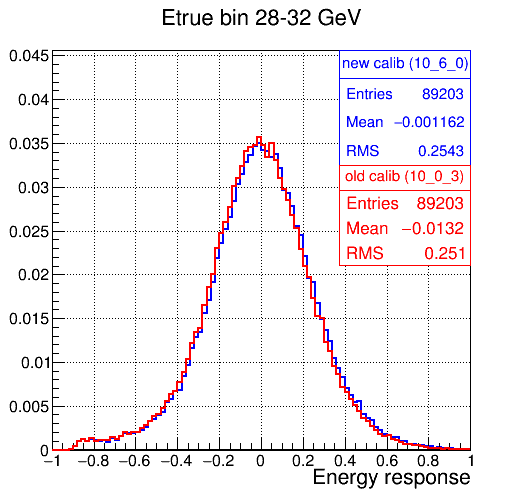 Etrue bin 28-32 GeV
0.045
0.04
0.035
0.03
0.025
0.02
0.015
0.01
0.005
0
new calib (10_6_0)
Entries 89203
Mean −0.001162
RMS 0.2543
old calib (10_0_3)
Entries 89203
Mean −0.0132
RMS 0.251
−1 −0.8 −0.6 −0.4 −0.2 0 0.2 0.4 0.6 0.8 1
Energy response